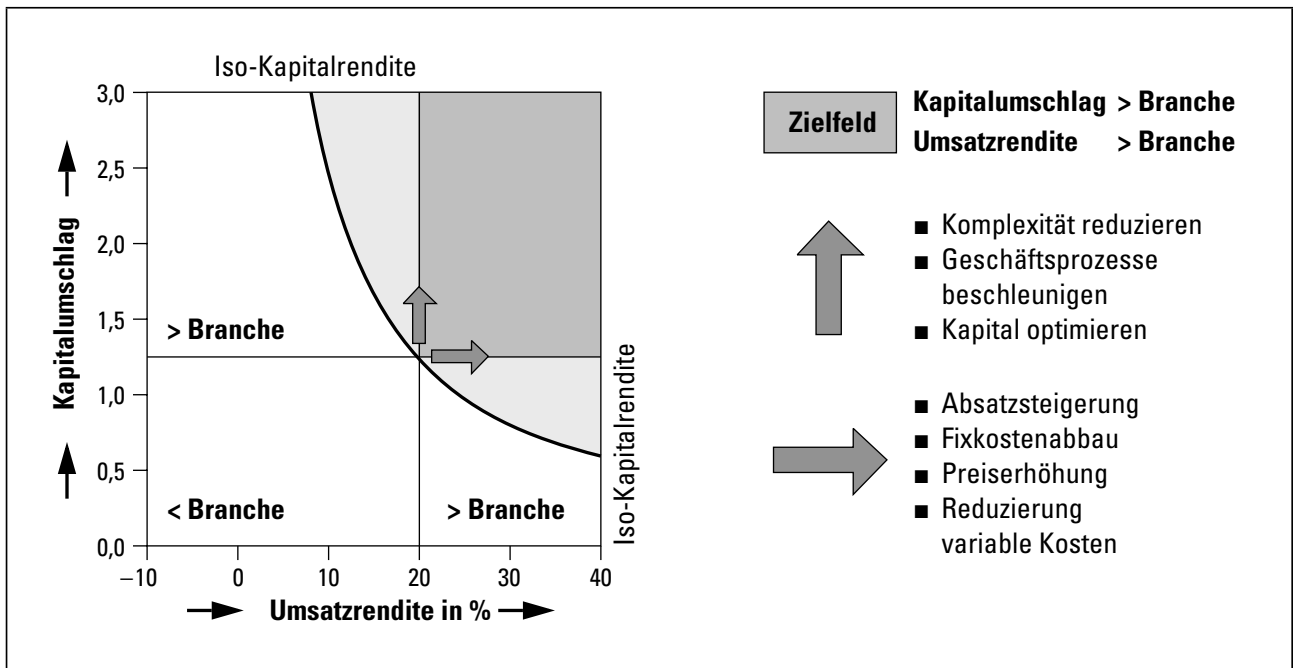 Iso-Kapitalrendite
3,0
2,5
2,0
1,5
1,0
0,5
0,0
Kapitalumschlag
> Branche
< Branche
> Branche
Iso-Kapitalrendite
−10
0
10
20
30
40
Umsatzrendite in %
Zielfeld
Kapitalumschlag > Branche
Umsatzrendite > Branche
■ Komplexität reduzieren
■ Geschäftsprozesse
beschleunigen
■ Kapital optimieren
■ Absatzsteigerung
■ Fixkostenabbau
■ Preiserhöhung
■ Reduzierung
variable Kosten